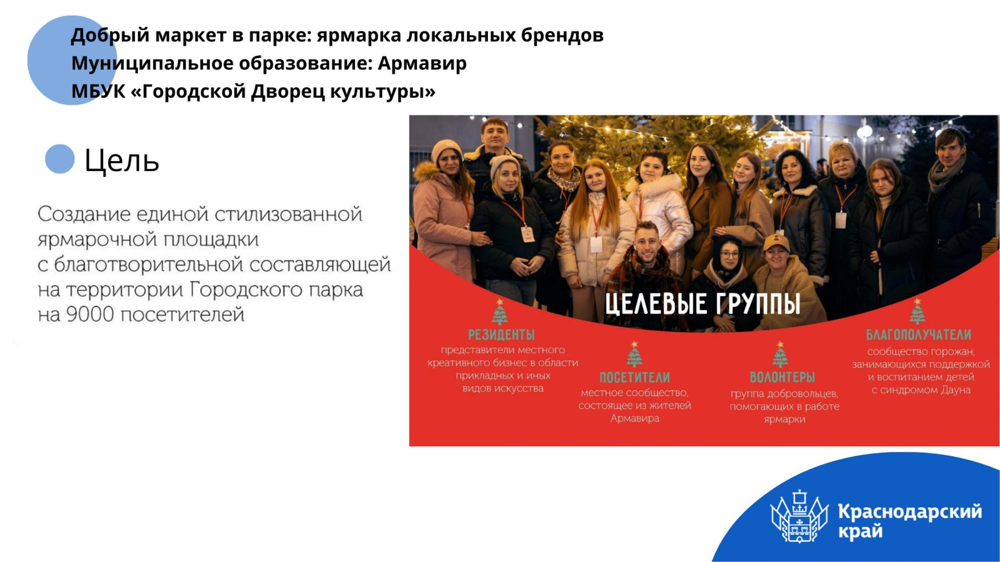 Добрый маркет в парке: ярмарка локальных брендов
Муниципальное образование: Армавир
МБУК «Городской Дворец культуры»
Цель
Создание единой стилизованной
ярмарочной площадки
с благотворительной составляющей
на территории Городского парка
на 9000 посетителей
ЦЕЛЕВЫЕ ГРУППЫ
РЕЗИДЕНТЫ
представители местного
креативного бизнес в области
прикладных и иных
видов искусства
ПОСЕТИТЕЛИ
местное сообщество,
состоящее из жителей
Армавира
ВОЛОНТЕРЫ
группа добровольцев,
помогающих в работе
ярмарки
БЛАГОПОЛУЧАТЕЛИ
сообщество горожан,
занимающихся поддержкой
и воспитанием детей
с синдромом Дауна
Краснодарский
край